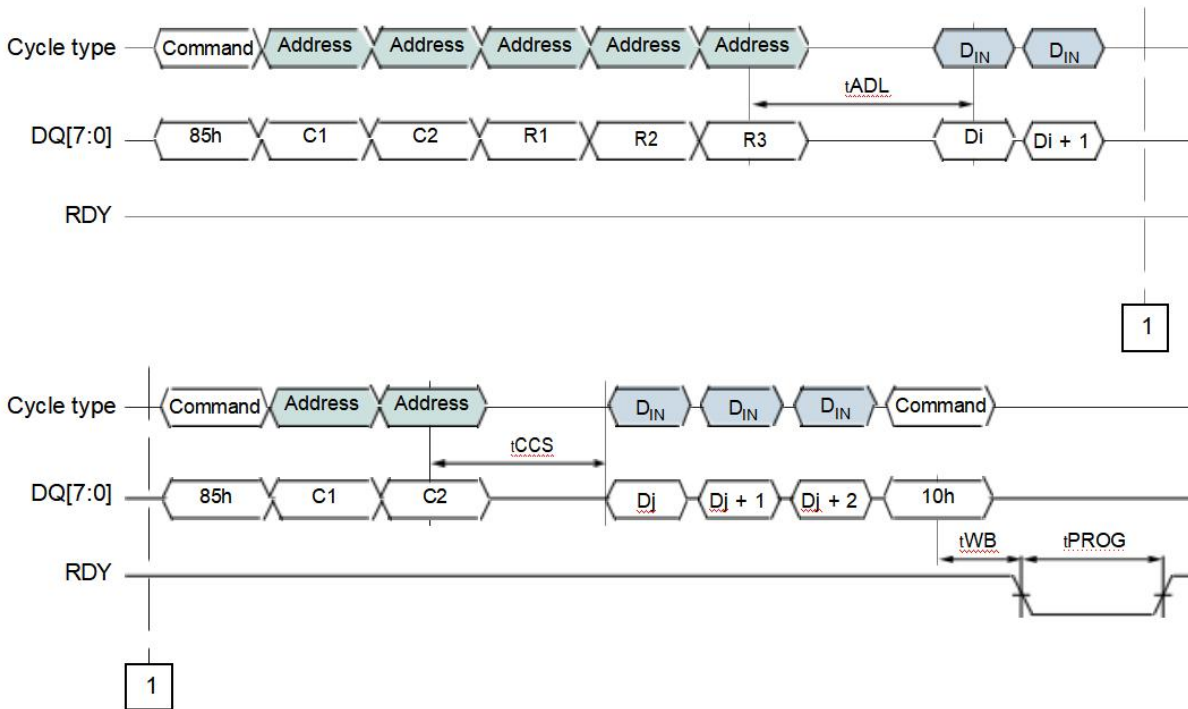 Cycle type Command Address Address Address Address Address DIN DIN
tADL
DQ[7:0] 85h C1 C2 R1 R2 R3 Di Di + 1
RDY
1
Cycle type Command Address Address DIN DIN DIN Command
tCCS
DQ[7:0] 85h C1 C2 Dj Dj + 1 Dj + 2 10h
tWB tPROG
RDY
1